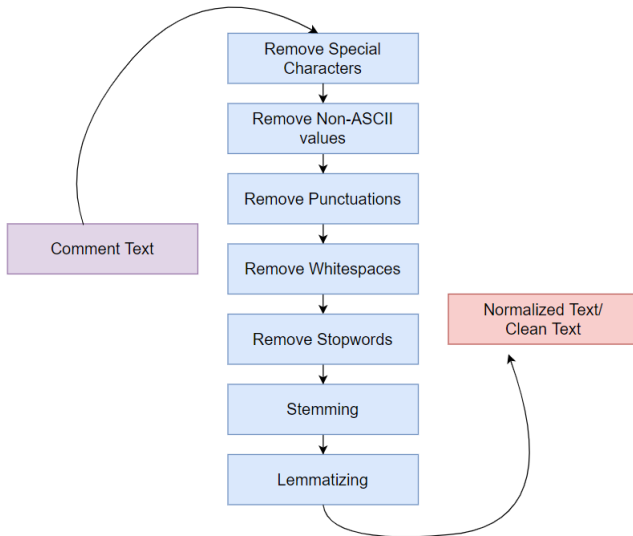 Remove Special
Characters
Remove Non-ASCII
values
Remove Punctuations
Comment Text
Remove Whitespaces
Normalized Text/
Clean Text
Remove Stopwords
Stemming
Lemmatizing